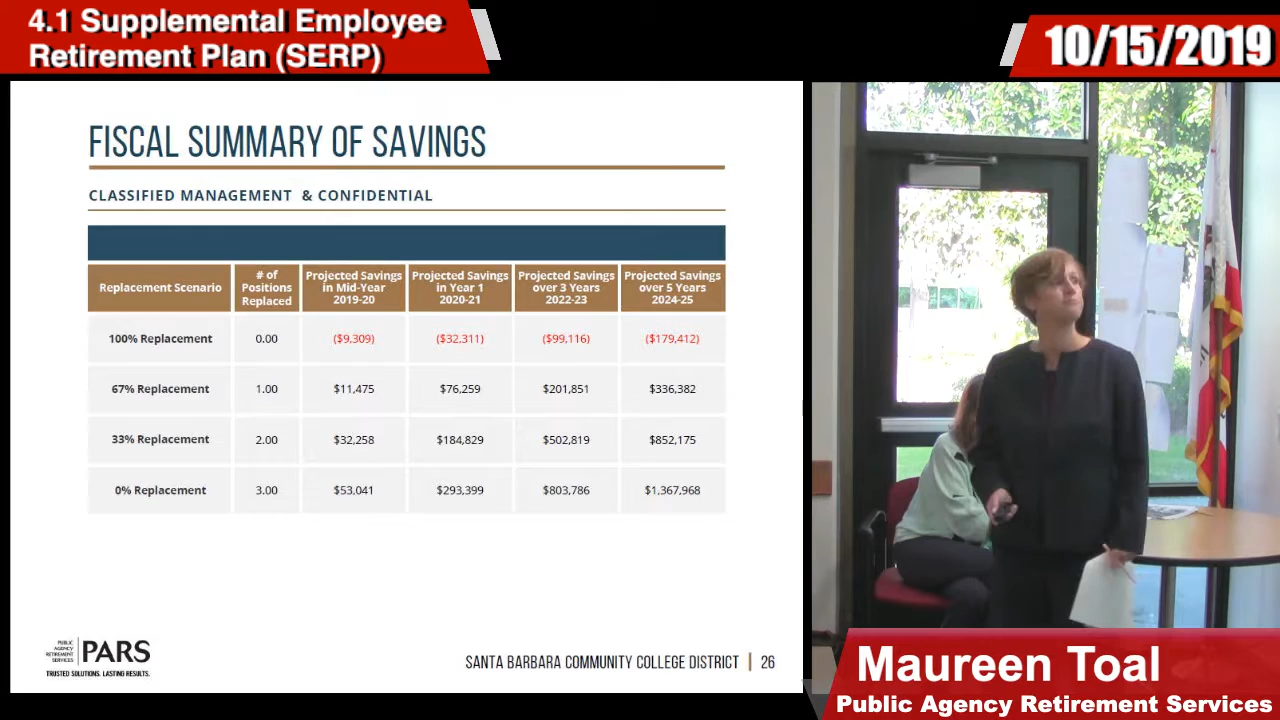 4.1 Supplemental Employee
Retirement Plan (SERP)
10/15/2019
FISCAL SUMMARY OF SAVINGS
CLASSIFIED MANAGEMENT & CONFIDENTIAL
Replacement Scenario
# of
Positions
Replaced
Projected Savings
in Mid-Year
2019-20
Projected Savings
in Year 1
2020-21
Projected Savings
over 3 Years
2022-23
Projected Savings
over 5 Years
2024-25
100% Replacement 0.00 ($9,309) ($32,311) ($99,116) ($179,412)
67% Replacement 1.00 $11,475 $76,259 $201,851 $336,382
33% Replacement 2.00 $32,258 $184,829 $502,819 $852,175
0% Replacement 3.00 $53,041 $293,399 $803,786 $1,367,968
PUBLIC
AGENCY
RETIREMENT
SERVICES
PARS
TRUSTED SOLUTIONS. LASTING RESULTS.
SANTA BARBARA COMMUNITY COLLEGE DISTRICT | 26
Maureen Toal
Public Agency Retirement Services